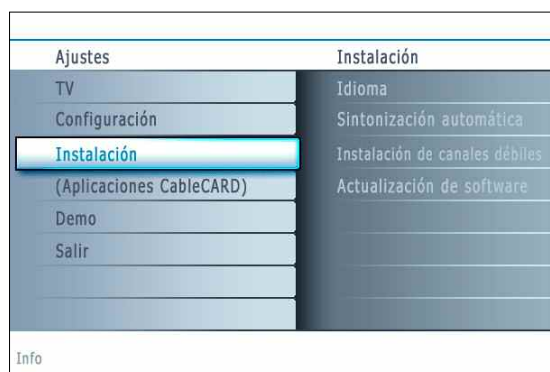 Ajustes
TV
Configuración
Instalación
(Aplicaciones CableCARD)
Demo
Salir
Instalación
Idioma
Sintonización automática
Instalación de canales débiles
Actualización de software
Info